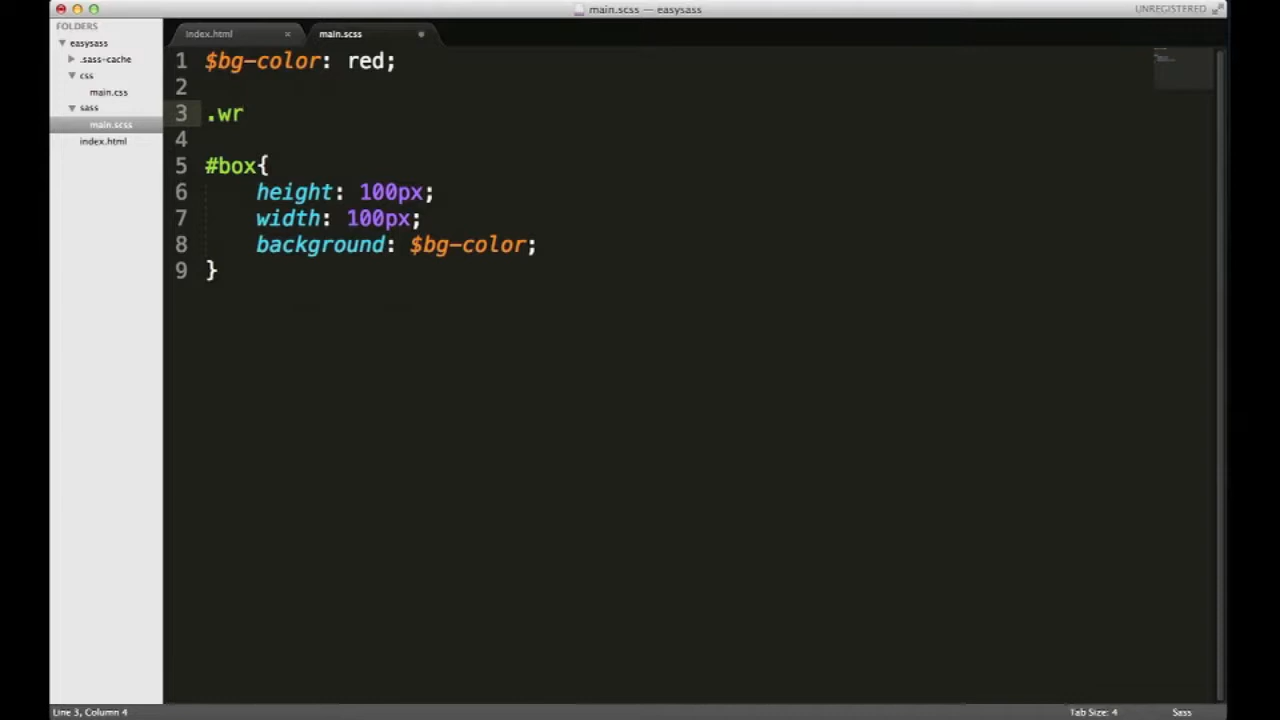 main.scss — easysass
UNREGISTERED
FOLDERS
easysass
.sass-cache
css
main.css
sass
main.scss
index.html
index.html
main.scss
1 $bg-color: red;
2
3 .wr
4
5 #box{
6 height: 100px;
7 width: 100px;
8 background: $bg-color;
9 }
Line 3, Column 4
Tab Size: 4
Sass